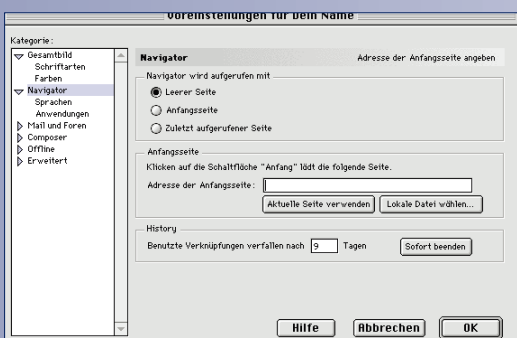 Voreinstellungen für Dein Name
Kategorie:
Gesamtbild
Schriftarten
Farben
Navigator
Sprachen
Anwendungen
Mail und Foren
Composer
Offline
Erweitert
Navigator Adresse der Anfangsseite angeben
Navigator wird aufgerufen mit
Leerer Seite
Anfangsseite
Zuletzt aufgerufener Seite
Anfangsseite
Klicken auf die Schaltfläche "Anfang" lädt die folgende Seite.
Adresse der Anfangsseite:
Aktuelle Seite verwenden Lokale Datei wählen...
History
Benutzte Verknüpfungen verfallen nach 9 Tagen Sofort beenden
Hilfe Abbrechen OK